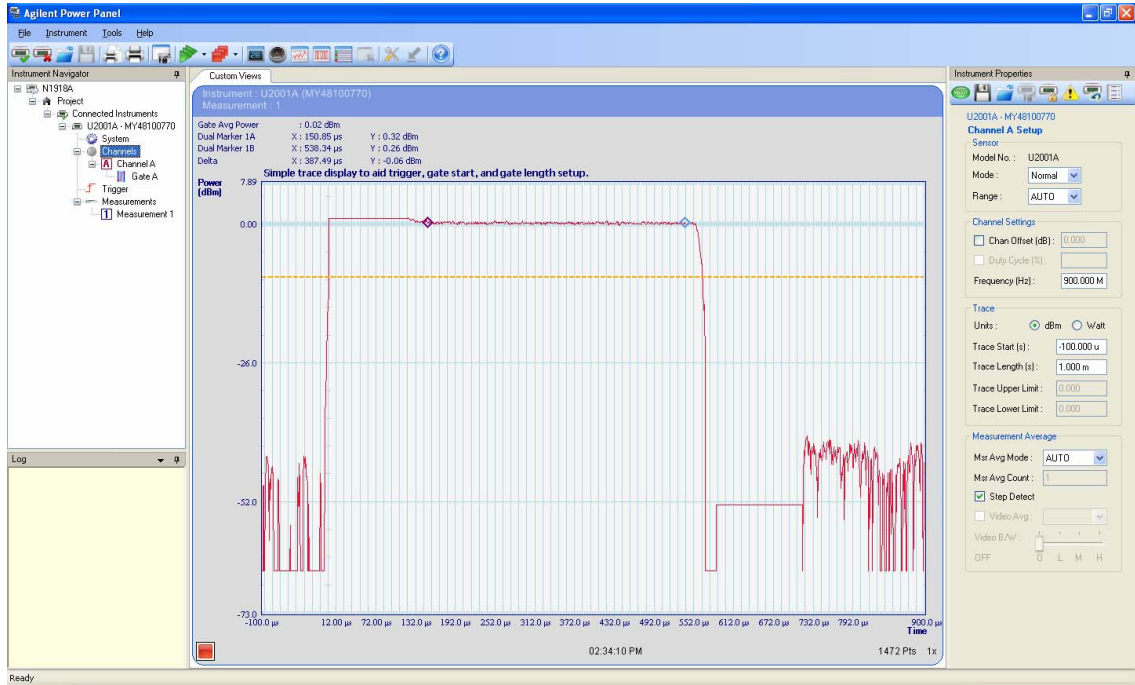 Agilent Power Panel
File Instrument Tools Help
Instrument Navigator
N1918A
Project
Connected Instruments
U2001A - MY48100770
System
Channels
A Channel A
Gate A
Trigger
Measurements
1 Measurement 1
Log
Custom Views
Instrument : U2001A (MY48100770)
Measurement : 1
Gate Avg Power : 0.02 dBm
Dual Marker 1A X : 150.85 µs Y : 0.32 dBm
Dual Marker 1B X : 538.34 µs Y : 0.26 dBm
Delta X : 387.49 µs Y : -0.06 dBm
Simple trace display to aid trigger, gate start, and gate length setup.
Power (dBm)
7.89
0.00
-26.0
-52.0
-73.0
-100.0 µs 12.00 µs 72.00 µs 132.0 µs 192.0 µs 252.0 µs 312.0 µs 372.0 µs 432.0 µs 492.0 µs 552.0 µs 612.0 µs 672.0 µs 732.0 µs 792.0 µs 900.0 µs
Time
02:34:10 PM 1472 Pts 1x
Instrument Properties
U2001A - MY48100770
Channel A Setup
Sensor
Model No. : U2001A
Mode : Normal
Range : AUTO
Channel Settings
Chan Offset (dB) : 0.000
Duty Cycle (%) :
Frequency (Hz) : 900.000 M
Trace
Units : dBm Watt
Trace Start (s) : -100.000 u
Trace Length (s) : 1.000 m
Trace Upper Limit : 0.000
Trace Lower Limit : 0.000
Measurement Average
Msr Avg Mode : AUTO
Msr Avg Count : 1
Step Detect
Video Avg :
Video B/W :
OFF O L M H
Ready